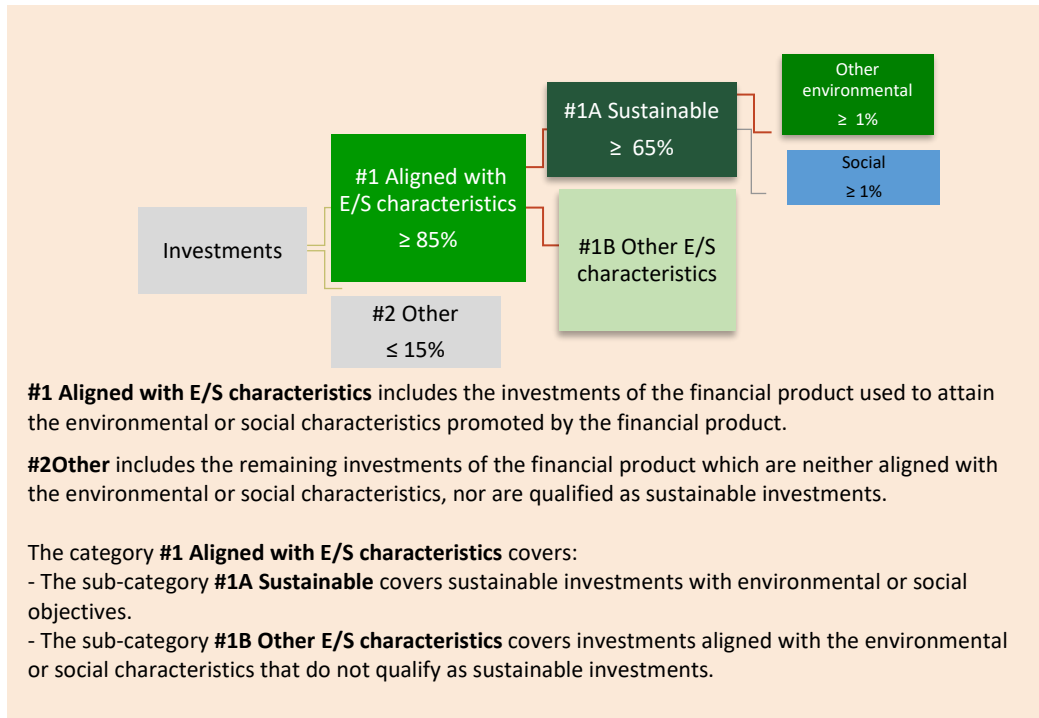 Other
environmental
≥ 1%
#1A Sustainable
≥ 65%
Social
≥ 1%
#1 Aligned with
E/S characteristics
≥ 85%
Investments
#1B Other E/S
characteristics
#2 Other
≤ 15%
#1 Aligned with E/S characteristics includes the investments of the financial product used to attain
the environmental or social characteristics promoted by the financial product.
#2Other includes the remaining investments of the financial product which are neither aligned with
the environmental or social characteristics, nor are qualified as sustainable investments.
The category #1 Aligned with E/S characteristics covers:
- The sub-category #1A Sustainable covers sustainable investments with environmental or social
objectives.
- The sub-category #1B Other E/S characteristics covers investments aligned with the environmental
or social characteristics that do not qualify as sustainable investments.